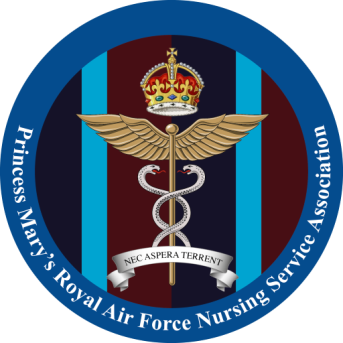 NEC ASPERA TERRENT
Princess Mary's Royal Air Force Nursing Service Association